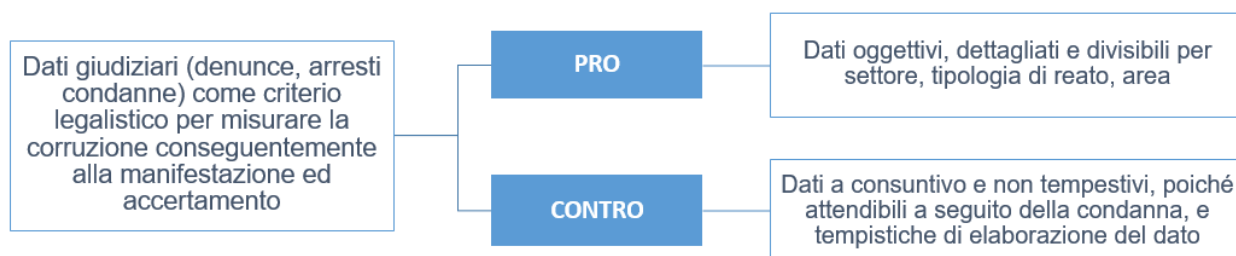 Dati giudiziari (denunce, arresti
condanne) come criterio
legalistico per misurare la
corruzione conseguentemente
alla manifestazione ed
accertamento
PRO
Dati oggettivi, dettagliati e divisibili per
settore, tipologia di reato, area
CONTRO
Dati a consuntivo e non tempestivi, poiché
attendibili a seguito della condanna, e
tempistiche di elaborazione del dato